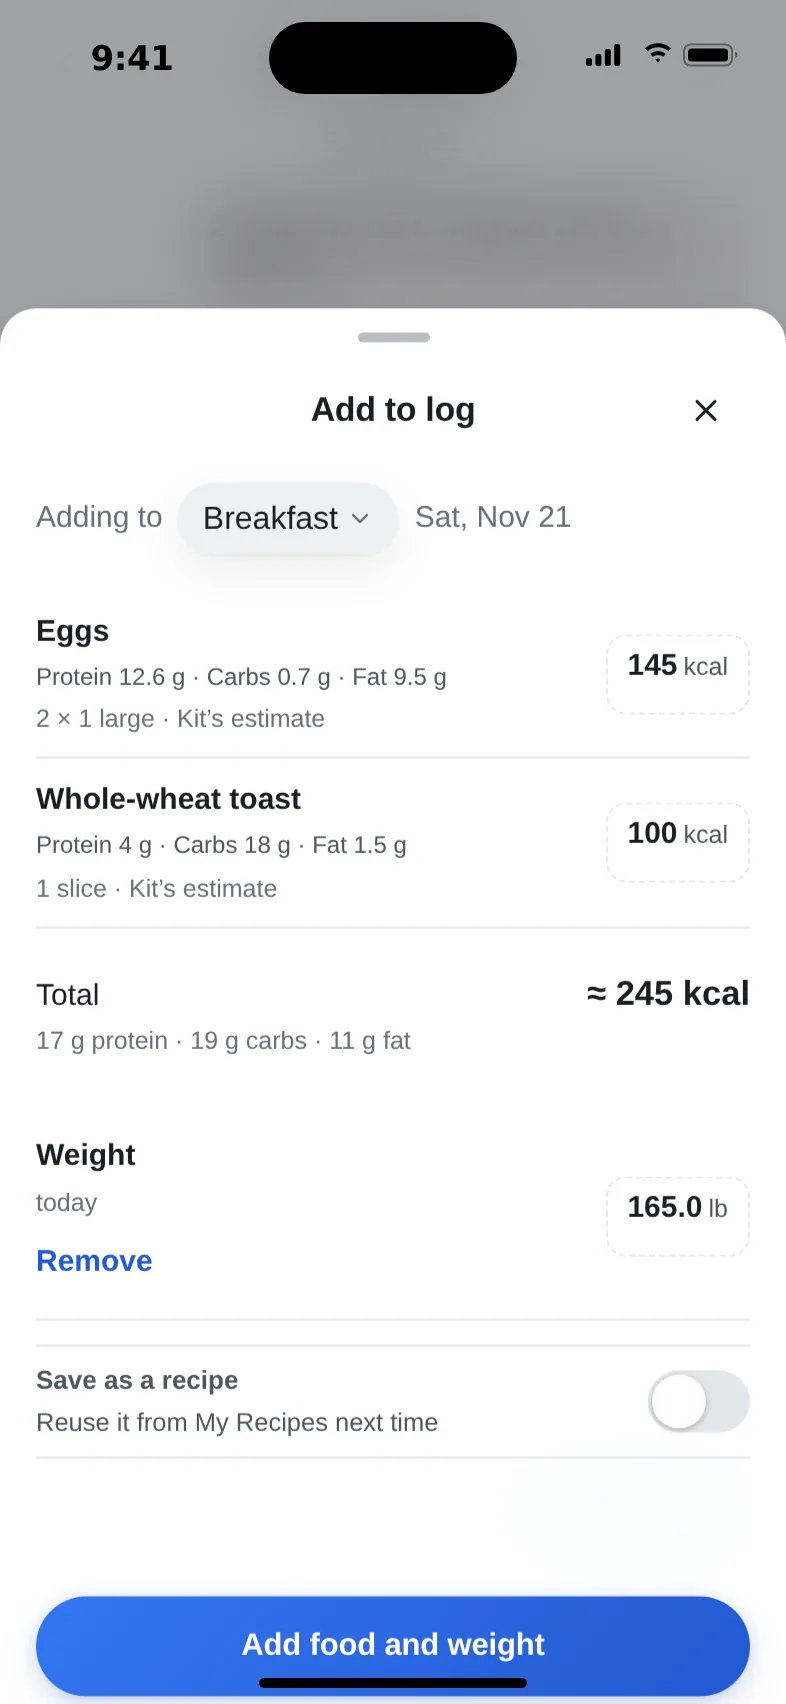 9:41
Add to log
Adding to Breakfast Sat, Nov 21
Eggs
Protein 12.6 g · Carbs 0.7 g · Fat 9.5 g
145 kcal
2 × 1 large · Kit’s estimate
Whole-wheat toast
Protein 4 g · Carbs 18 g · Fat 1.5 g
100 kcal
1 slice · Kit’s estimate
Total
≈ 245 kcal
17 g protein · 19 g carbs · 11 g fat
Weight
today
165.0 lb
Remove
Save as a recipe
Reuse it from My Recipes next time
Add food and weight